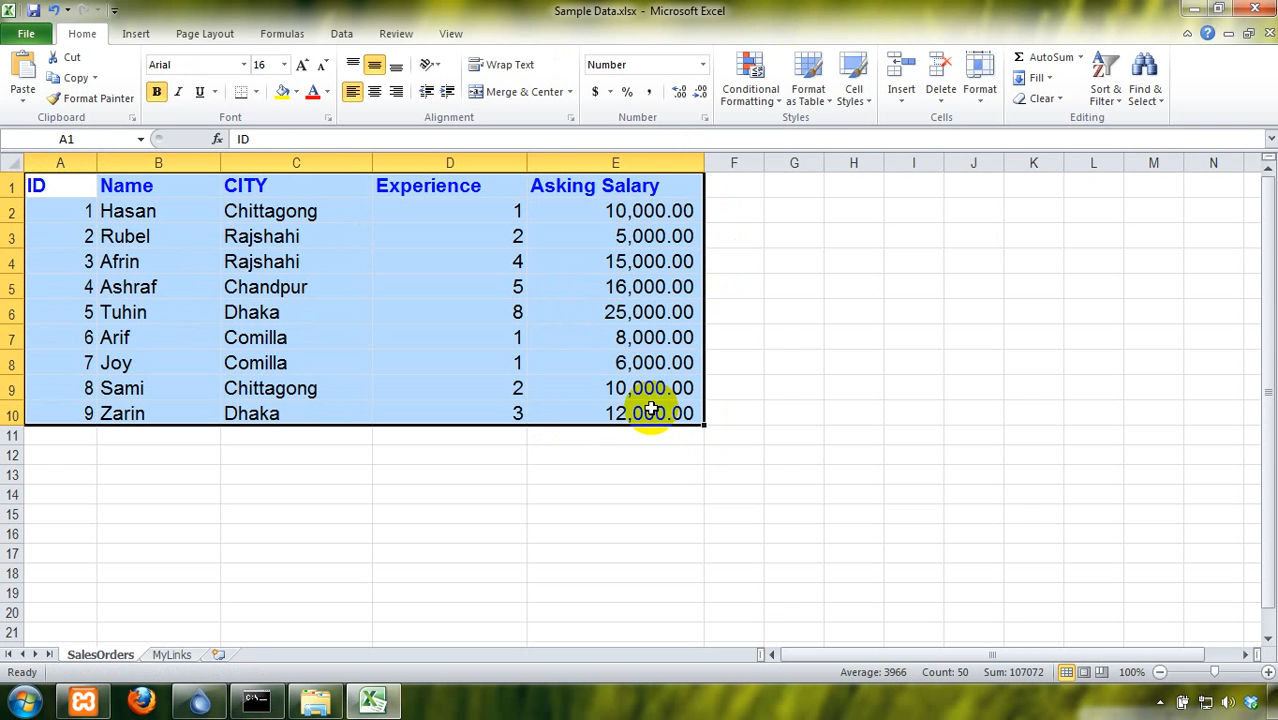 Sample Data.xlsx - Microsoft Excel
File Home Insert Page Layout Formulas Data Review View
Paste
Cut
Copy
Format Painter
Clipboard
Arial 16
B I U
Font
Wrap Text
Merge & Center
Alignment
Number
$ % , .00 .00
Number
Conditional Formatting
Format as Table
Cell Styles
Styles
Insert Delete Format
Cells
AutoSum
Fill
Clear
Sort & Filter
Find & Select
Editing
A1 fx ID
A B C D E F G H I J K L M N
1 ID Name CITY Experience Asking Salary
2 1 Hasan Chittagong 1 10,000.00
3 2 Rubel Rajshahi 2 5,000.00
4 3 Afrin Rajshahi 4 15,000.00
5 4 Ashraf Chandpur 5 16,000.00
6 5 Tuhin Dhaka 8 25,000.00
7 6 Arif Comilla 1 8,000.00
8 7 Joy Comilla 1 6,000.00
9 8 Sami Chittagong 2 10,000.00
10 9 Zarin Dhaka 3 12,000.00
11
12
13
14
15
16
17
18
19
20
21
SalesOrders MyLinks
Ready Average: 3966 Count: 50 Sum: 107072 100%